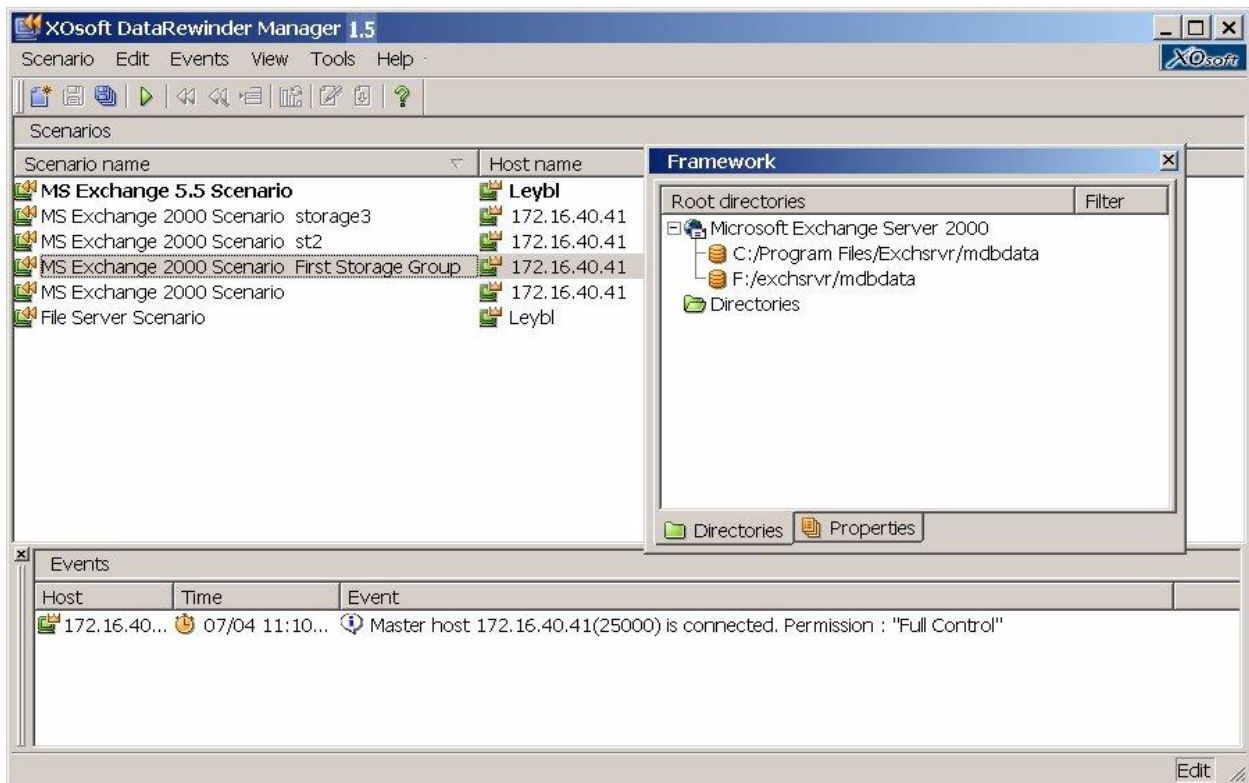 XOsoft DataRewinder Manager 1.5
Scenario Edit Events View Tools Help
XOsoft
Scenarios
Scenario name Host name
MS Exchange 5.5 Scenario Leybl
MS Exchange 2000 Scenario storage3 172.16.40.41
MS Exchange 2000 Scenario st2 172.16.40.41
MS Exchange 2000 Scenario First Storage Group 172.16.40.41
MS Exchange 2000 Scenario 172.16.40.41
File Server Scenario Leybl
Framework
Root directories Filter
Microsoft Exchange Server 2000
C:/Program Files/Exchsrvr/mdbdata
F:/exchsrvr/mdbdata
Directories
Directories Properties
Events
Host Time Event
172.16.40... 07/04 11:10... Master host 172.16.40.41(25000) is connected. Permission : "Full Control"
Edit